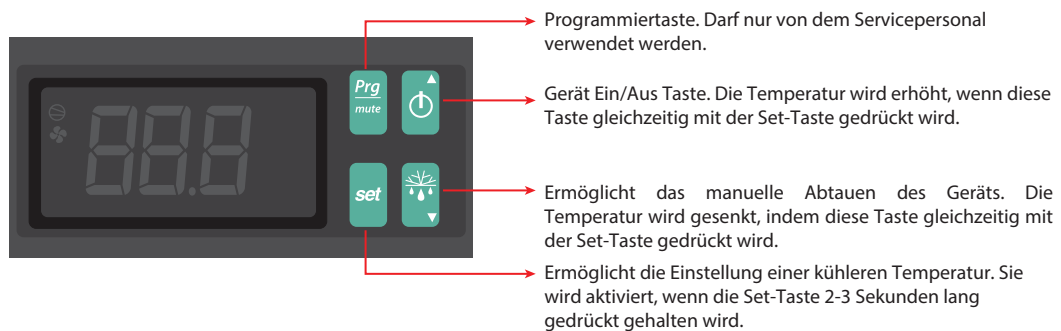 Programmiertaste. Darf nur von dem Servicepersonal
verwendet werden.
Prg
mute
Gerät Ein/Aus Taste. Die Temperatur wird erhöht, wenn diese
Taste gleichzeitig mit der Set-Taste gedrückt wird.
set
Ermöglicht das manuelle Abtauen des Geräts. Die
Temperatur wird gesenkt, indem diese Taste gleichzeitig mit
der Set-Taste gedrückt wird.
Ermöglicht die Einstellung einer kühleren Temperatur. Sie
wird aktiviert, wenn die Set-Taste 2-3 Sekunden lang
gedrückt gehalten wird.